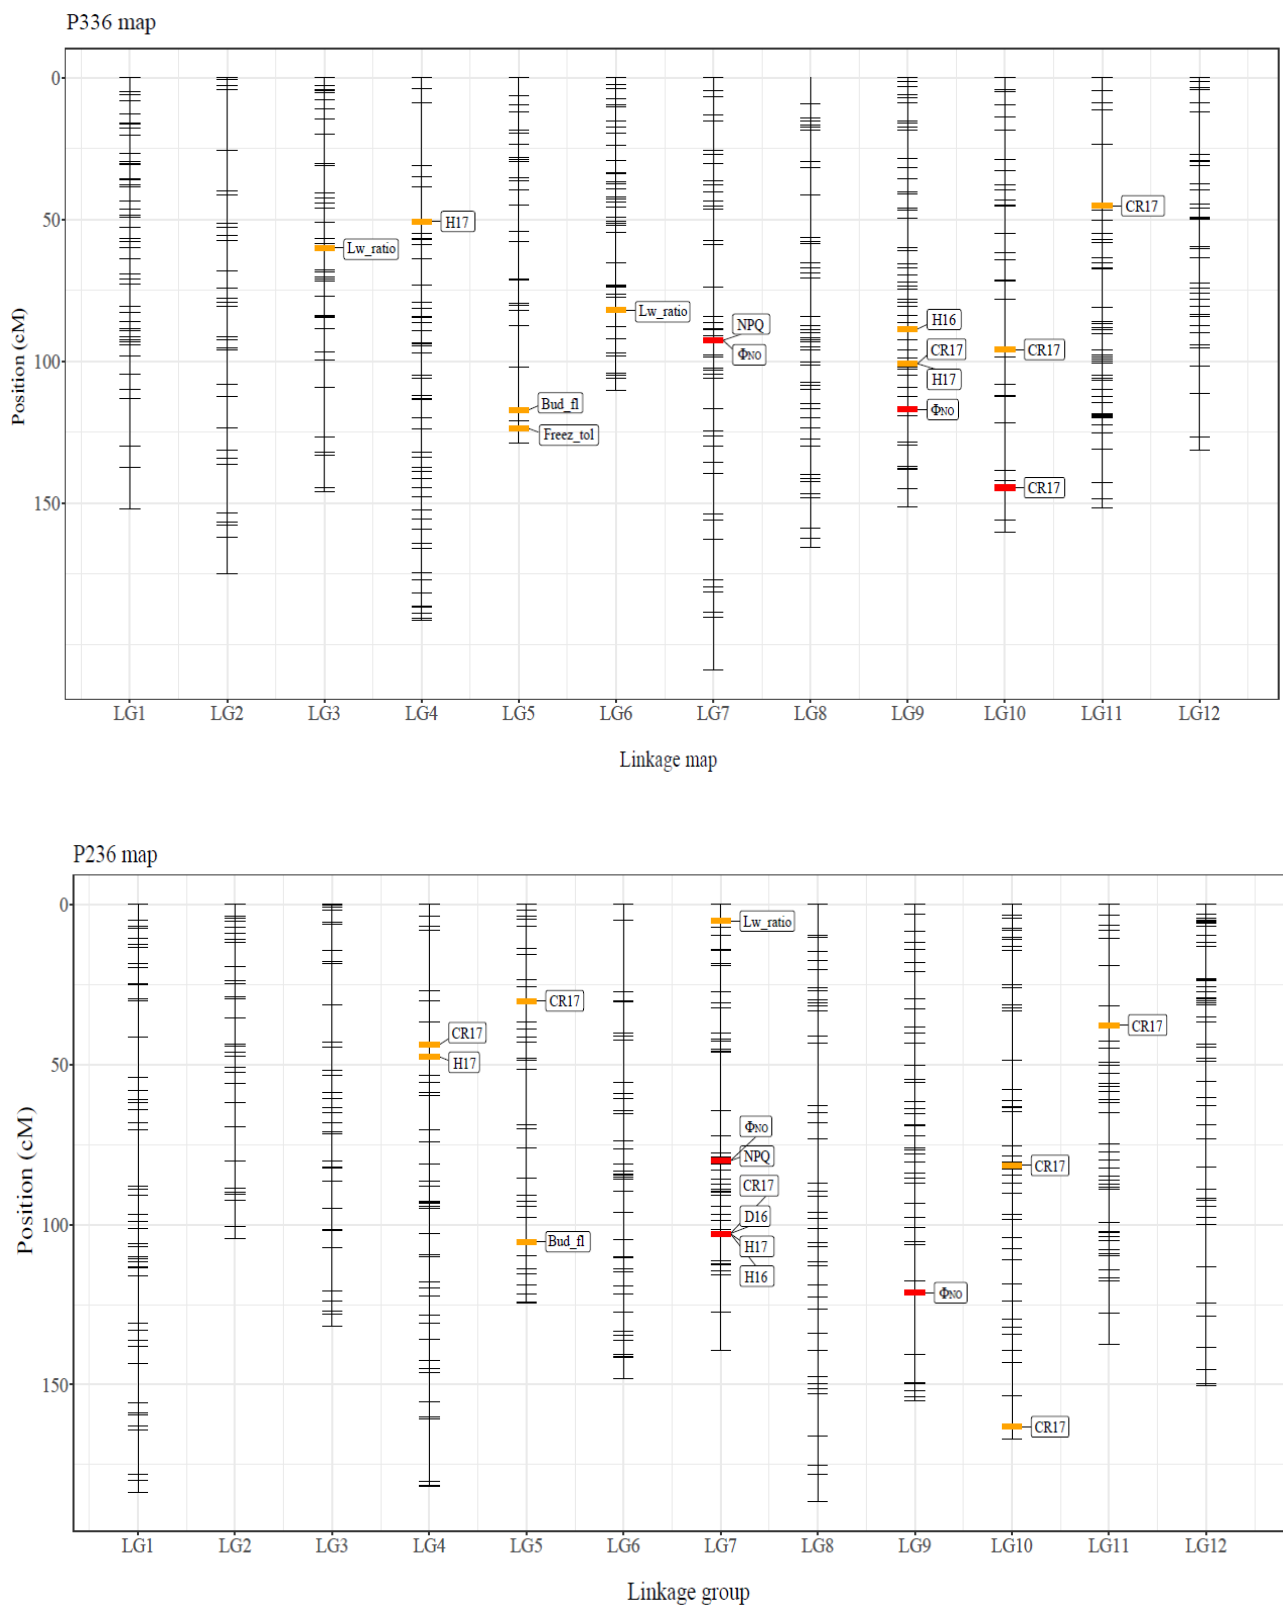 P336 map
Position (cM)
0
50
100
150
Lw_ratio
H17
Bud_fl
Freez_tol
Lw_ratio
NPQ
ΦNO
H16
CR17
H17
ΦNO
CR17
CR17
CR17
LG1 LG2 LG3 LG4 LG5 LG6 LG7 LG8 LG9 LG10 LG11 LG12
Linkage map
P236 map
Position (cM)
0
50
100
150
CR17
H17
CR17
Bud_fl
Lw_ratio
ΦNO
NPQ
CR17
D16
H17
H16
ΦNO
CR17
CR17
CR17
LG1 LG2 LG3 LG4 LG5 LG6 LG7 LG8 LG9 LG10 LG11 LG12
Linkage group